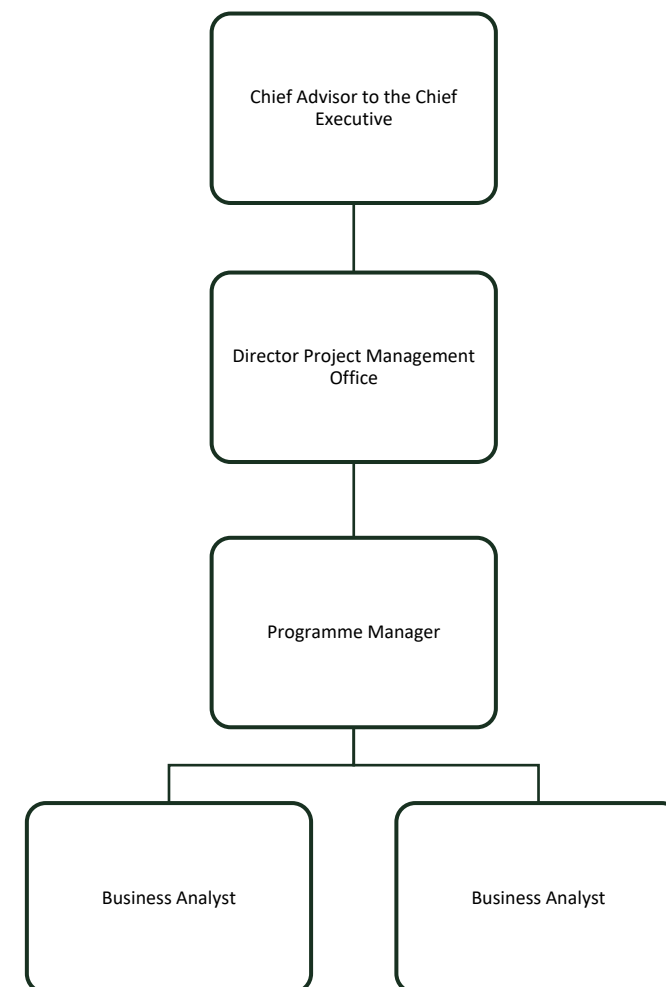 Chief Advisor to the Chief
Executive
Director Project Management
Office
Programme Manager
Business Analyst
Business Analyst